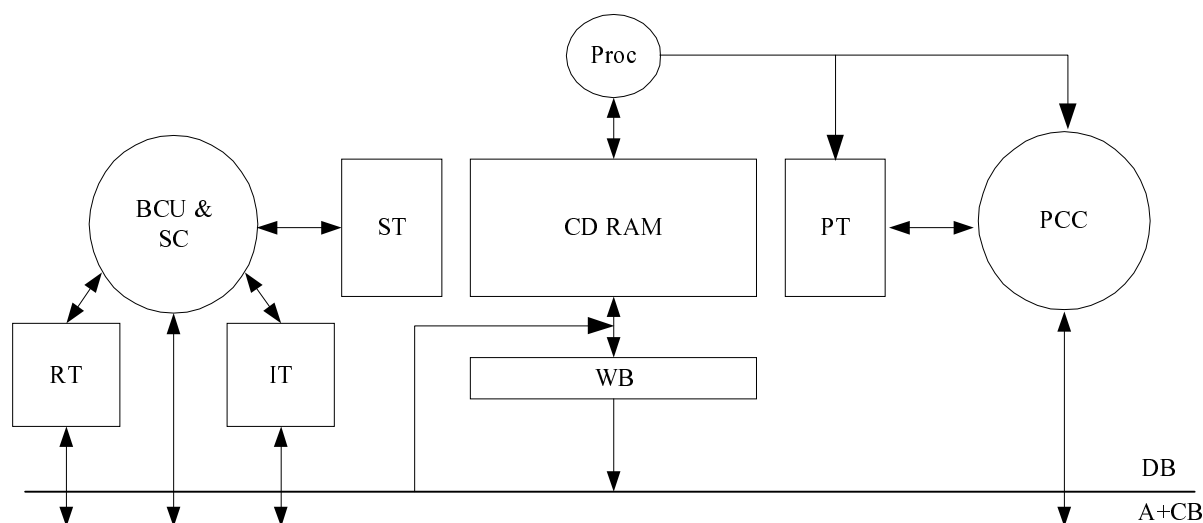 Proc
BCU &
SC
ST
CD RAM
PT
PCC
RT
IT
WB
DB
A+CB